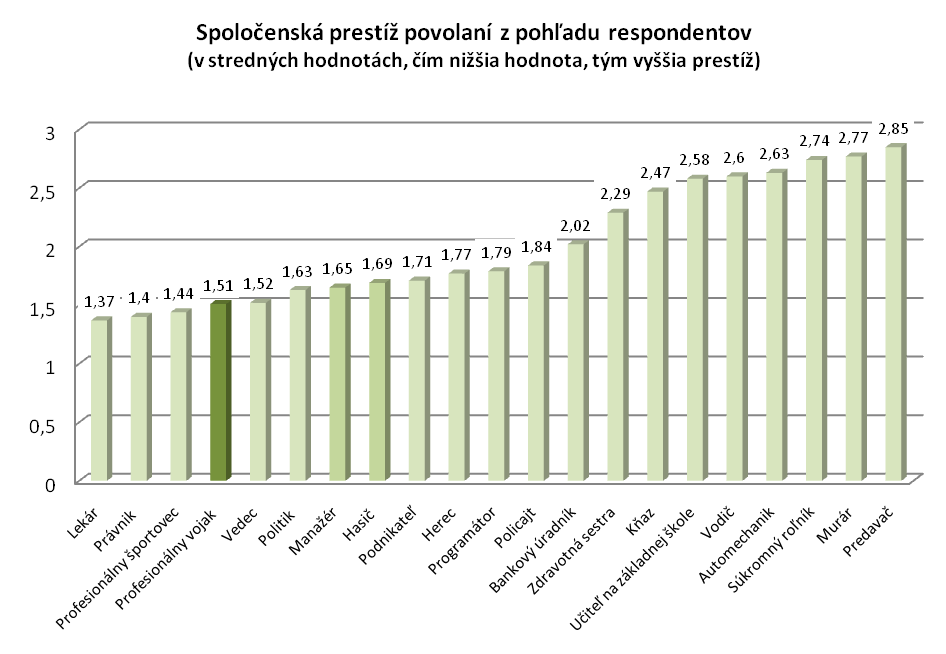 Spoločenská prestíž povolaní z pohľadu respondentov
(v stredných hodnotách, čím nižšia hodnota, tým vyššia prestíž)
3
2,5
2
1,5
1
0,5
0
1,37
1,4
1,44
1,51
1,52
1,63
1,65
1,69
1,71
1,77
1,79
1,84
2,02
2,29
2,47
2,58
2,6
2,63
2,74
2,77
2,85
Lekár
Právnik
Profesionálny športovec
Profesionálny vojak
Vedec
Politik
Manažér
Hasič
Podnikateľ
Herec
Programátor
Policajt
Bankový úradník
Zdravotná sestra
Kňaz
Učiteľ na základnej škole
Vodič
Automechanik
Súkromný roľník
Murár
Predavač